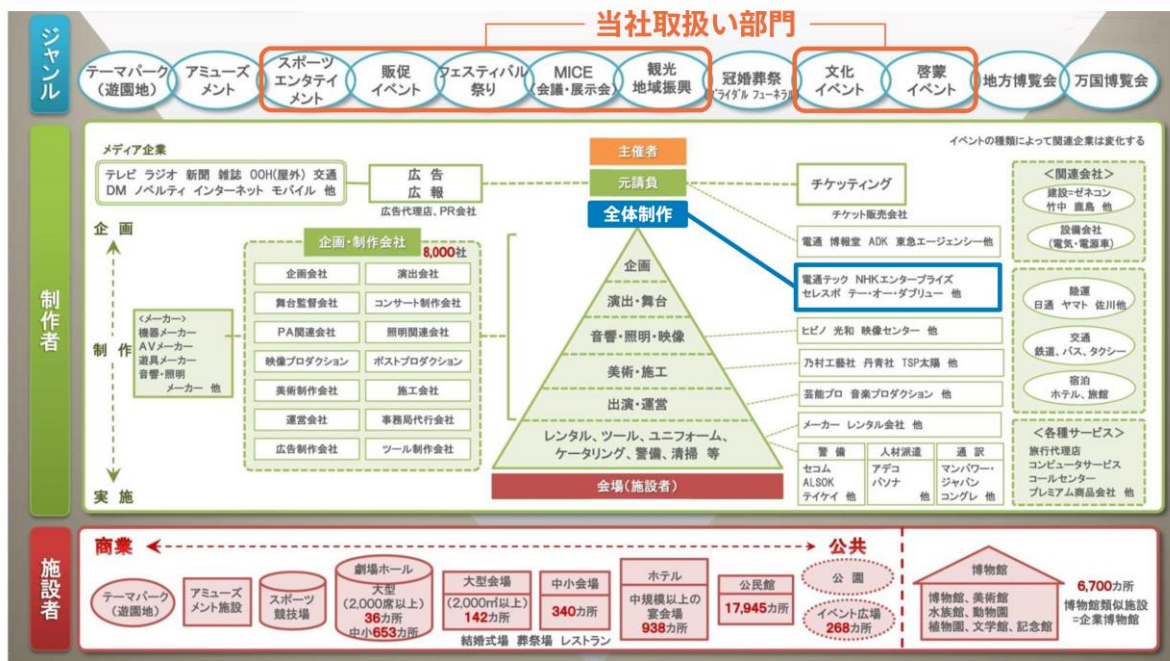 当社取扱い部門
ジャンル
テーマパーク
(遊園地)
アミューズ
メント
スポーツ
エンタテイ
メント
販促
イベント
フェスティバル
祭り
MICE
(会議・展示会)
観光
地域振興
冠婚葬祭
(ブライダル フューネラル)
文化
イベント
啓蒙
イベント
地方博覧会
万国博覧会
制作者
イベントの種類によって関連企業は変化する
メディア企業
テレビ ラジオ 新聞 雑誌 OOH(屋外) 交通
DM ノベルティ インターネット モバイル 他
広 告
広 報
広告代理店、PR会社
主催者
元請負
全体制作
チケッティング
チケット販売会社
企 画
制 作
実 施
企画・制作会社
8,000社
企画会社
演出会社
舞台監督会社
コンサート制作会社
PA関連会社
照明関連会社
映像プロダクション
ポストプロダクション
美術制作会社
施工会社
運営会社
事務局代行会社
広告制作会社
ツール制作会社
<メーカー>
機器メーカー
AVメーカー
遊具メーカー
音響・照明
メーカー 他
企画
演出・舞台
音響・照明・映像
美術・施工
出演・運営
レンタル、ツール、ユニフォーム、
ケータリング、警備、清掃 等
会場(施設者)
電通 博報堂 ADK 東急エージェンシー他
電通テック NHKエンタープライズ
セレスポ テー・オー・ダブリュー 他
ヒビノ 光和 映像センター 他
乃村工藝社 丹青社 TSP太陽 他
芸能プロ 音楽プロダクション 他
メーカー レンタル会社 他
警 備
セコム
ALSOK
テイケイ 他
人材派遣
アデコ
パソナ
他
通 訳
マンパワー・
ジャパン
コングレ 他
<関連会社>
建設=ゼネコン
竹中 鹿島 他
設備会社
(電気・電源車)
陸運
日通 ヤマト 佐川他
交通
鉄道、バス、タクシー
宿泊
ホテル、旅館
<各種サービス>
旅行代理店
コンピュータサービス
コールセンター
プレミアム商品会社 他
施設者
商業
公共
テーマパーク
(遊園地)
アミューズ
メント施設
スポーツ
競技場
劇場ホール
大型
(2,000席以上)
36カ所
中小653カ所
大型会場
(2,000㎡以上)
142カ所
中小会場
340カ所
ホテル
中規模以上の
宴会場
938カ所
公民館
17,945カ所
公 園
イベント広場
268カ所
結婚式場 葬祭場 レストラン
博物館
博物館、美術館
水族館、動物園
植物園、文学館、記念館
6,700カ所
博物館類似施設
=企業博物館